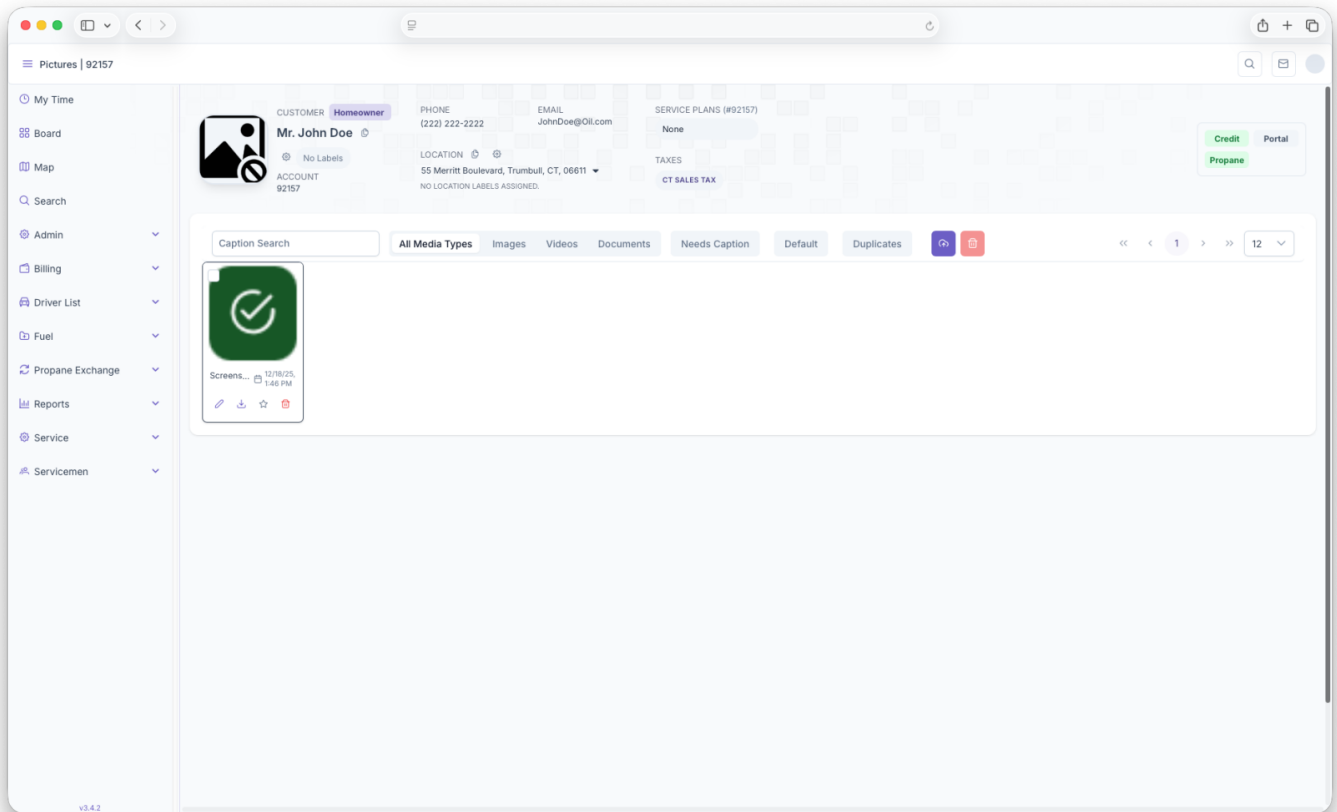 Pictures | 92157
My Time
Board
Map
Search
Admin
Billing
Driver List
Fuel
Propane Exchange
Reports
Service
Servicemen
v3.4.2
CUSTOMER Homeowner
Mr. John Doe
No Labels
ACCOUNT
92157
PHONE
(222) 222-2222
EMAIL
JohnDoe@Oil.com
LOCATION
55 Merritt Boulevard, Trumbull, CT, 06611
NO LOCATION LABELS ASSIGNED.
SERVICE PLANS (#92157)
None
TAXES
CT SALES TAX
Credit Portal
Propane
Caption Search All Media Types Images Videos Documents Needs Caption Default Duplicates 1 12
Screens... 12/18/25,
1:46 PM